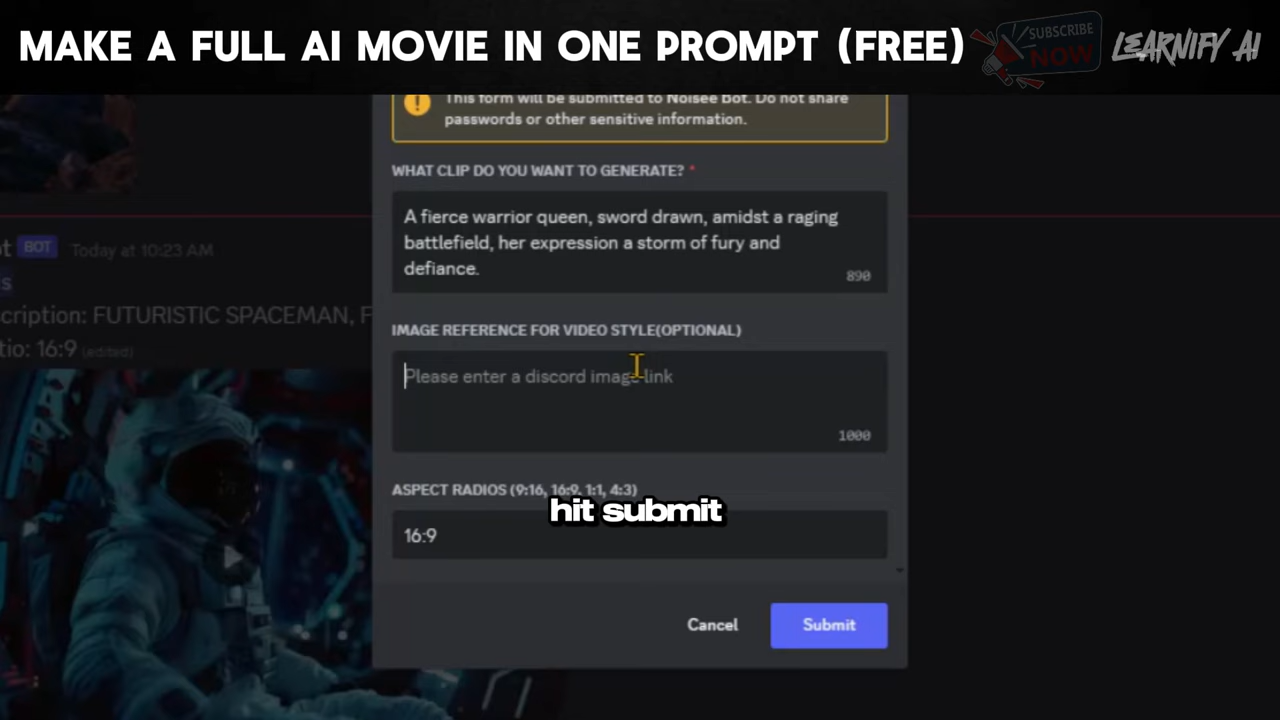 MAKE A FULL AI MOVIE IN ONE PROMPT (FREE)
SUBSCRIBE
NOW
LEARNIFY AI
This form will be submitted to Noisee Bot. Do not share
passwords or other sensitive information.
WHAT CLIP DO YOU WANT TO GENERATE? *
A fierce warrior queen, sword drawn, amidst a raging
battlefield, her expression a storm of fury and
defiance.
890
BOT Today at 10:23 AM
cription: FUTURISTIC SPACEMAN, F
tio: 16:9 (edited)
IMAGE REFERENCE FOR VIDEO STYLE(OPTIONAL)
Please enter a discord image link
1000
ASPECT RADIOS (9:16, 16:9, 1:1, 4:3)
hit submit
16:9
Cancel
Submit